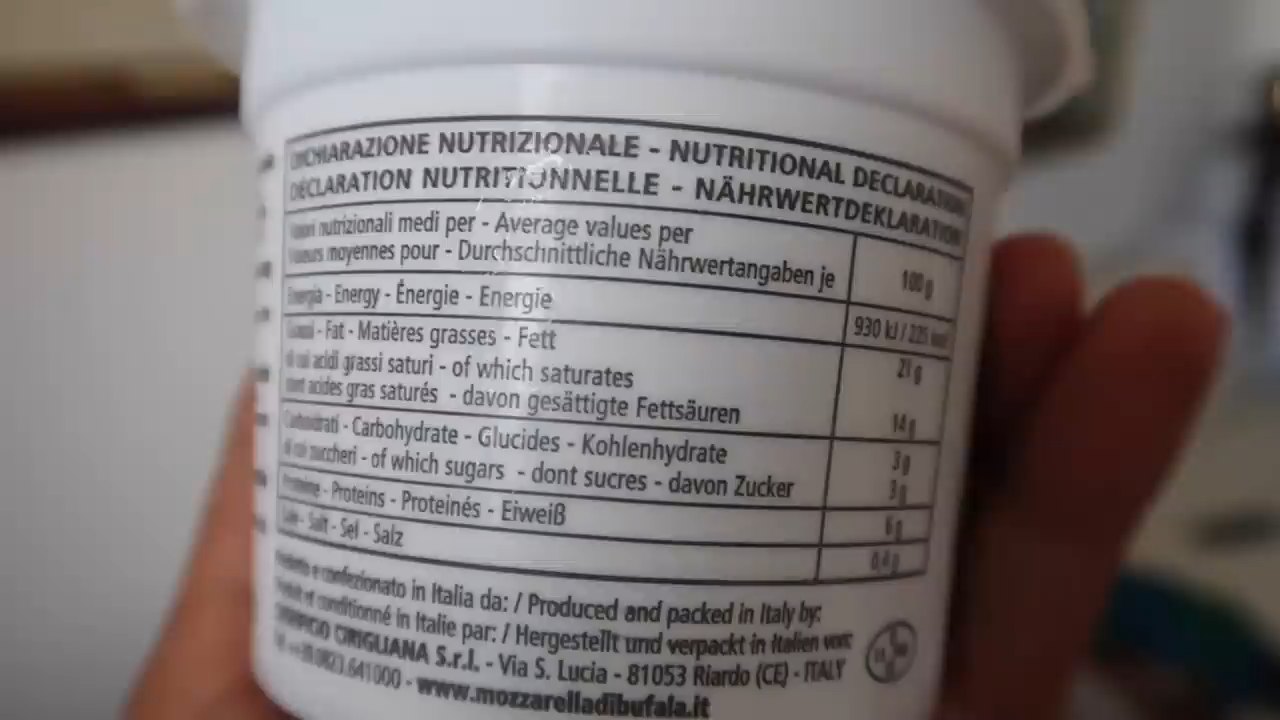 DICHIARAZIONE NUTRIZIONALE - NUTRITIONAL DECLARATION
DÉCLARATION NUTRITIONNELLE - NÄHRWERTDEKLARATION
Valori nutrizionali medi per - Average values per
Valeurs moyennes pour - Durchschnittliche Nährwertangaben je
100 g
Energia - Energy - Énergie - Energie
930 kJ / 225 kcal
Grassi - Fat - Matières grasses - Fett
21 g
di cui acidi grassi saturi - of which saturates
dont acides gras saturés - davon gesättigte Fettsäuren
14 g
Carboidrati - Carbohydrate - Glucides - Kohlenhydrate
3 g
di cui zuccheri - of which sugars - dont sucres - davon Zucker
3 g
Proteine - Proteins - Proteinés - Eiweiß
6 g
Sale - Salt - Sel - Salz
0,4 g
Prodotto e confezionato in Italia da: / Produced and packed in Italy by:
Produit et conditionné in Italie par: / Hergestellt und verpackt in Italien von:
CIRIGLIANA S.r.l. - Via S. Lucia - 81053 Riardo (CE) - ITALY
0823.641000 - www.mozzarelladibufala.it